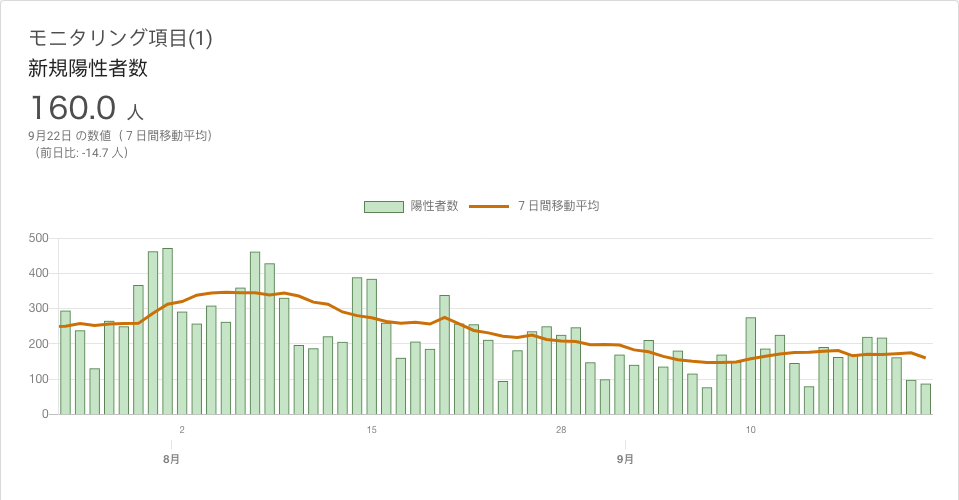 モニタリング項目(1)
新規陽性者数
160.0 人
9月22日 の数値（７日間移動平均）
（前日比: -14.7 人）
陽性者数 ７日間移動平均
500
400
300
200
100
0
2 15 28 10
8月 9月